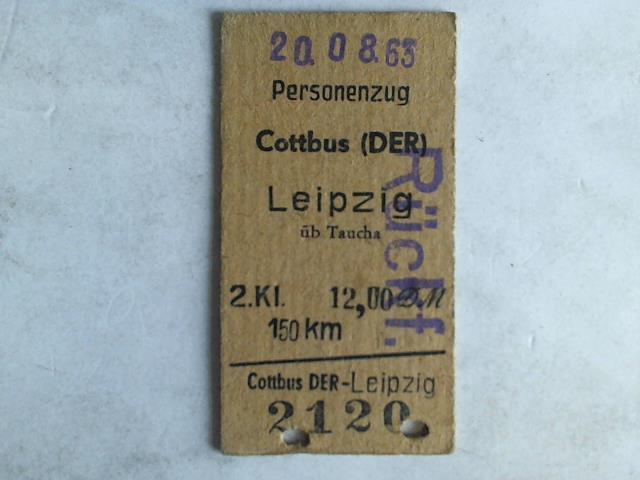 20.08.63
Personenzug
Cottbus (DER)
Leipzig
üb Taucha
2.Kl. 12,00 DM
150 km
Cottbus DER-Leipzig
2120
Rückf.